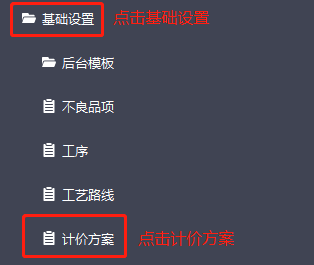 基础设置 点击基础设置
后台模板
不良品项
工序
工艺路线
计价方案 点击计价方案